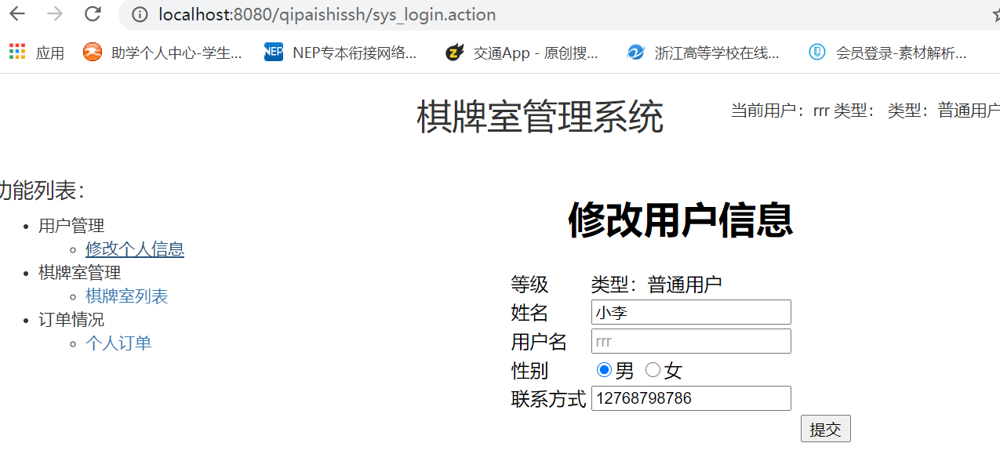 localhost:8080/qipaishissh/sys_login.action
应用 助学个人中心-学生... NEP NEP专本衔接网络... 交通App - 原创搜... 浙江高等学校在线... 会员登录-素材解析...
棋牌室管理系统
当前用户：rrr 类型： 类型：普通用户
功能列表：
用户管理
修改个人信息
棋牌室管理
棋牌室列表
订单情况
个人订单
修改用户信息
等级 类型：普通用户
姓名 小李
用户名 rrr
性别 男 女
联系方式 12768798786
提交